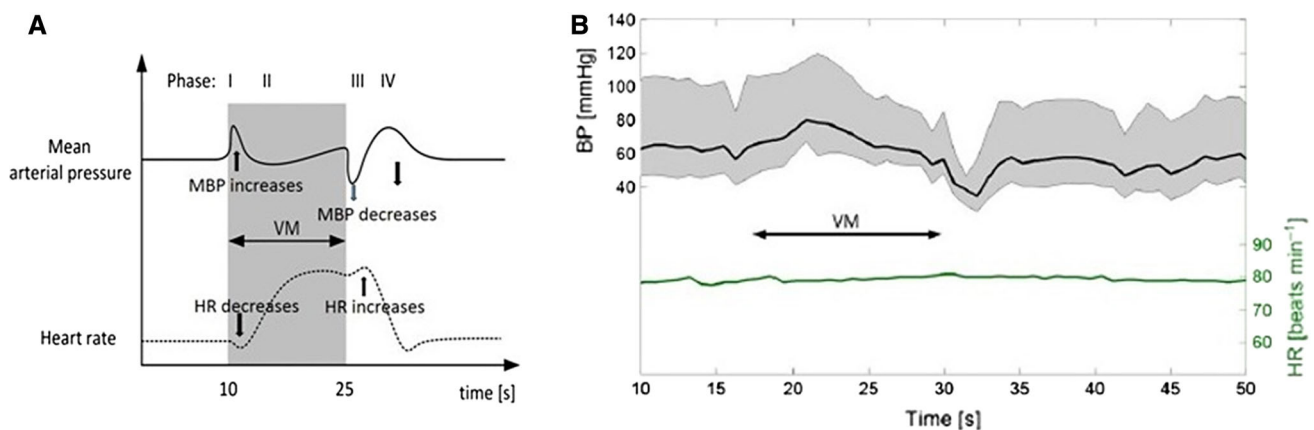 A
Phase: I II III IV
Mean
arterial pressure
MBP increases
MBP decreases
VM
HR decreases
HR increases
Heart rate
10 25 time [s]
B
BP [mmHg]
140
120
100
80
60
40
VM
90
80
70
60
HR [beats min⁻¹]
10 15 20 25 30 35 40 45 50
Time [s]